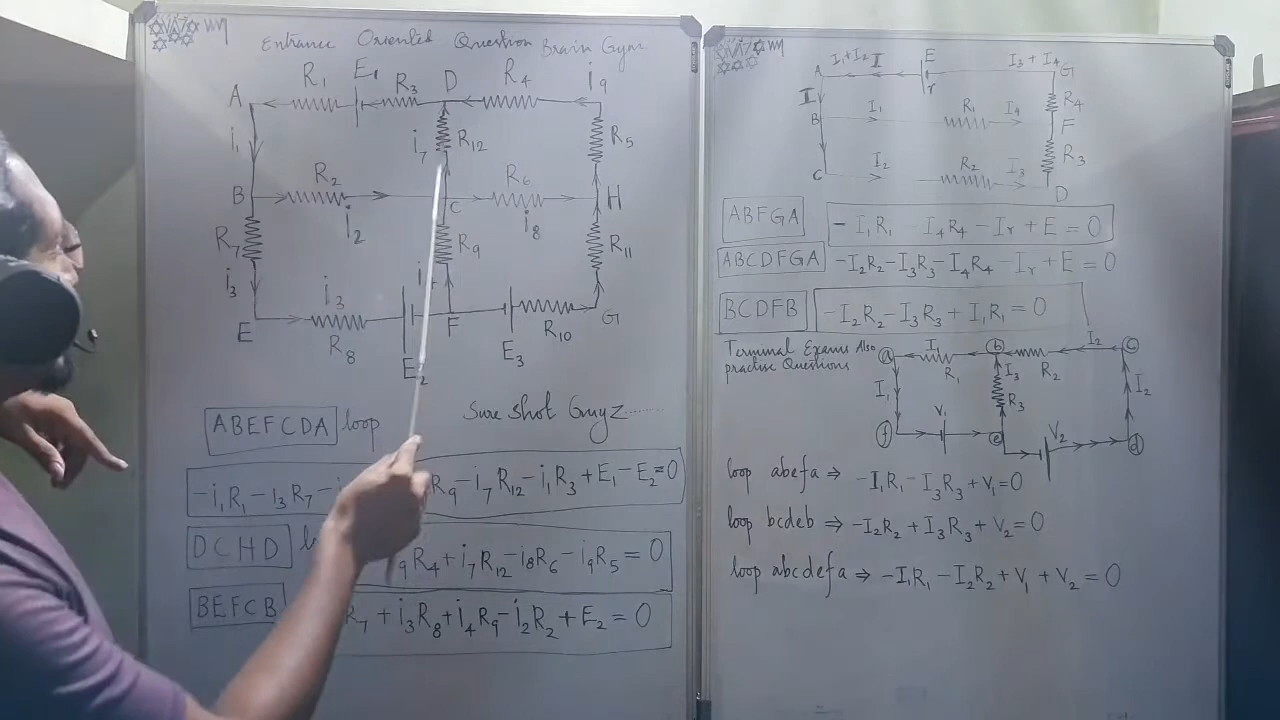 WM
Entrance Oriented Question Brain Gym
R₁ E₁ R₃ D R₄ i₉
A
i₁ i₇ R₁₂ R₅
R₂ R₆
B C H
i₂ i₈
R₇ R₉ R₁₁
i₃ i₃
E R₈ F R₁₀ G
E₂ E₃
ABEFCDA loop
Sure Shot Guyz......
-i₁R₁ - i₃R₇ - R₉ - i₇R₁₂ - i₁R₃ + E₁ - E₂ = 0
DCHD
₉R₄ + i₇R₁₂ - i₈R₆ - i₉R₅ = 0
BEFCB
R₇ + i₃R₈ + i₄R₉ - i₂R₂ + E₂ = 0
WM
I₁+I₂ I E I₃ + I₄
A r G
I R₄
B I₁ R₁ I₄ F
R₃
C I₂ R₂ I₃ D
ABFGA -I₁R₁ - I₄R₄ - Ir + E = 0
ABCDFGA -I₂R₂ - I₃R₃ - I₄R₄ - Ir + E = 0
BCDFB -I₂R₂ - I₃R₃ + I₁R₁ = 0
Terminal Exams Also
practise Questions
a I₁ b I₂ c
R₁ I₃ R₂
I₁ R₃ I₂
f V₁ e V₂ d
loop abefa ⇒ -I₁R₁ - I₃R₃ + V₁ = 0
loop bcdeb ⇒ -I₂R₂ + I₃R₃ + V₂ = 0
loop abcdefa ⇒ -I₁R₁ - I₂R₂ + V₁ + V₂ = 0